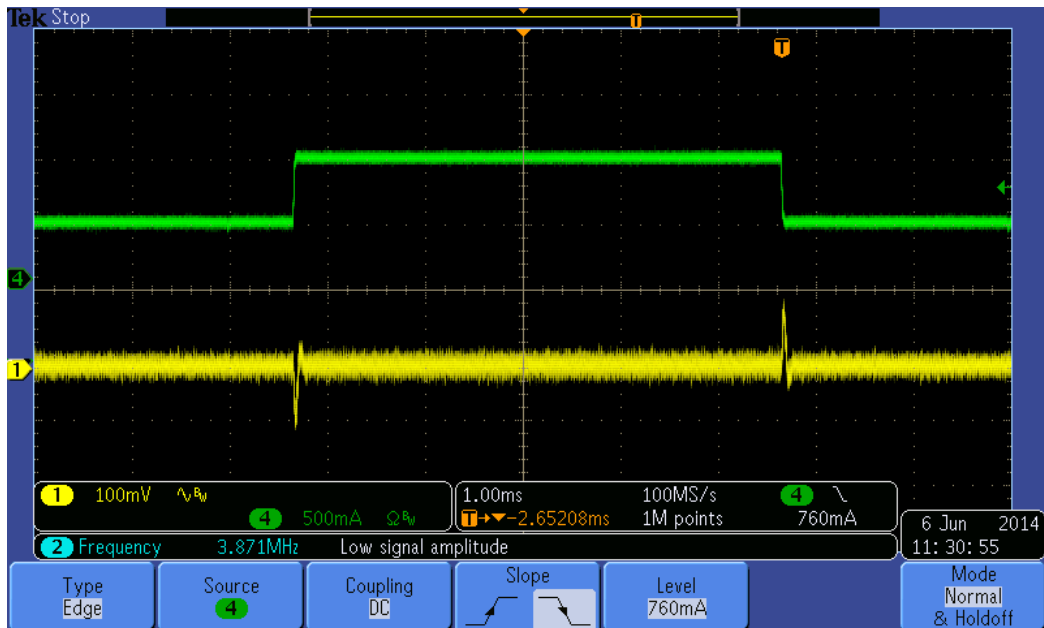 Tek Stop
T
T
4
1
1 100mV B W
4 500mA Ω B W
1.00ms 100MS/s 4
T→▼-2.65208ms 1M points 760mA
2 Frequency 3.871MHz Low signal amplitude
6 Jun 2014
11:30:55
Type
Edge
Source
4
Coupling
DC
Slope
Level
760mA
Mode
Normal
& Holdoff